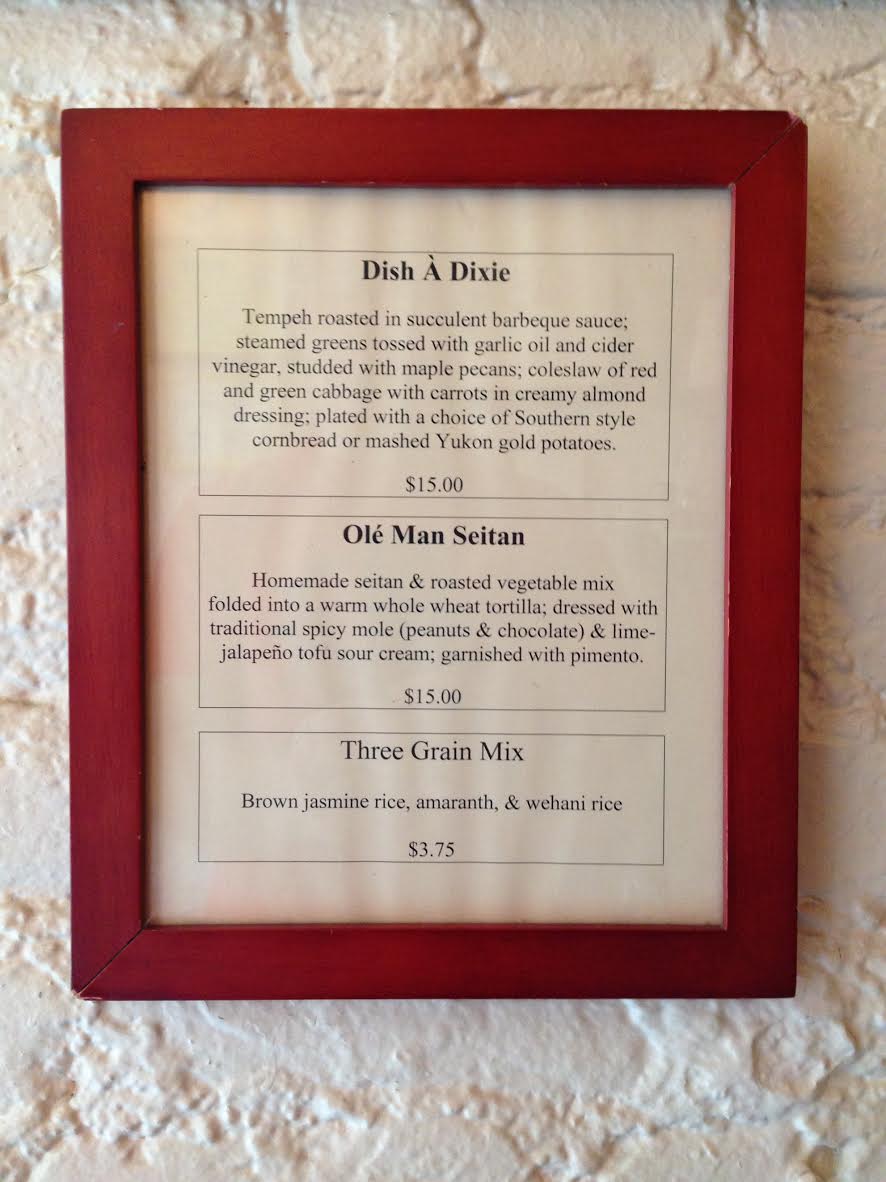 Dish À Dixie
Tempeh roasted in succulent barbeque sauce;
steamed greens tossed with garlic oil and cider
vinegar, studded with maple pecans; coleslaw of red
and green cabbage with carrots in creamy almond
dressing; plated with a choice of Southern style
cornbread or mashed Yukon gold potatoes.
$15.00
Olé Man Seitan
Homemade seitan & roasted vegetable mix
folded into a warm whole wheat tortilla; dressed with
traditional spicy mole (peanuts & chocolate) & lime-
jalapeño tofu sour cream; garnished with pimento.
$15.00
Three Grain Mix
Brown jasmine rice, amaranth, & wehani rice
$3.75